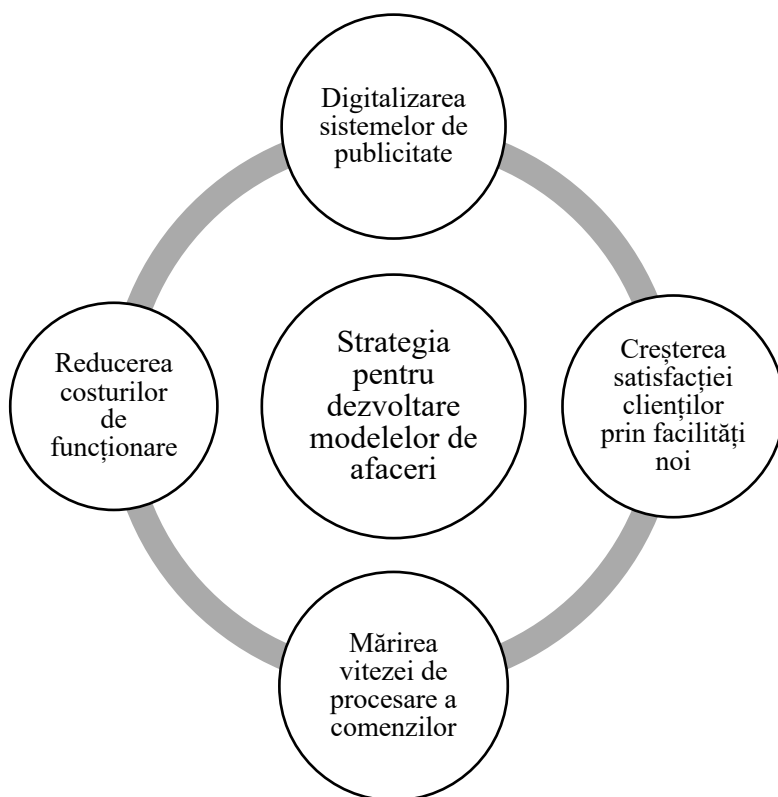 Digitalizarea
sistemelor de
publicitate
Reducerea
costurilor
de
funcționare
Strategia
pentru
dezvoltare
modelelor de
afaceri
Creșterea
satisfacției
clienților
prin facilități
noi
Mărirea
vitezei de
procesare a
comenzilor